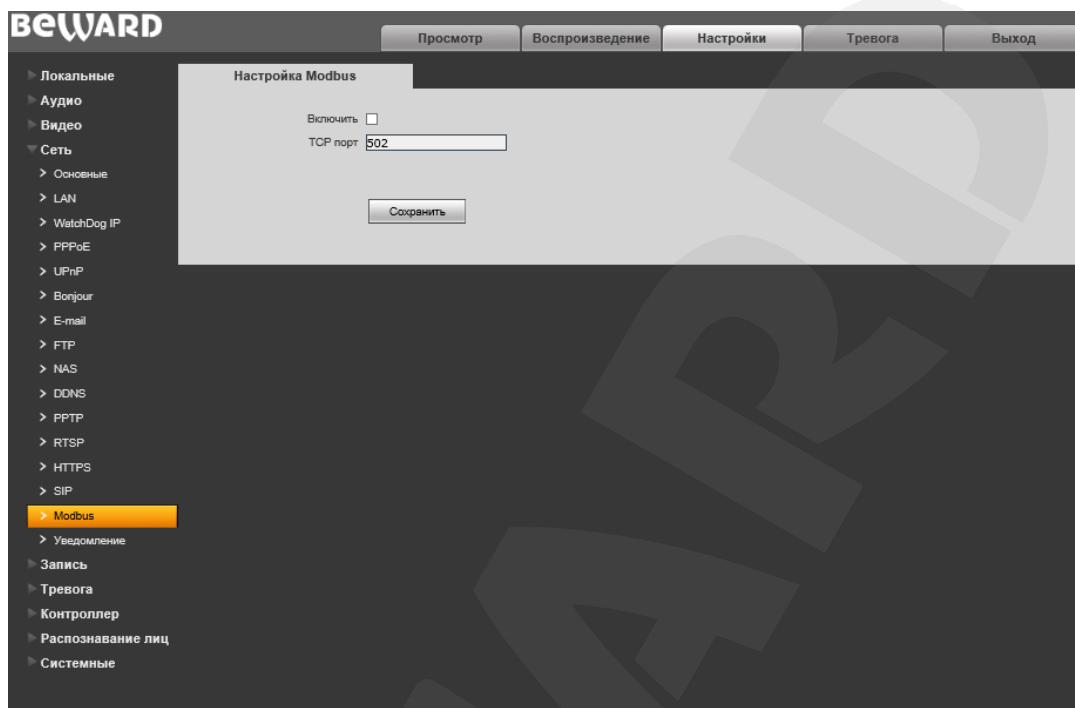 BEWARD
Просмотр
Воспроизведение
Настройки
Тревога
Выход
Локальные
Аудио
Видео
Сеть
Основные
LAN
WatchDog IP
PPPoE
UPnP
Bonjour
E-mail
FTP
NAS
DDNS
PPTP
RTSP
HTTPS
SIP
Modbus
Уведомление
Запись
Тревога
Контроллер
Распознавание лиц
Системные
Настройка Modbus
Включить
TCP порт 502
Сохранить
ARD